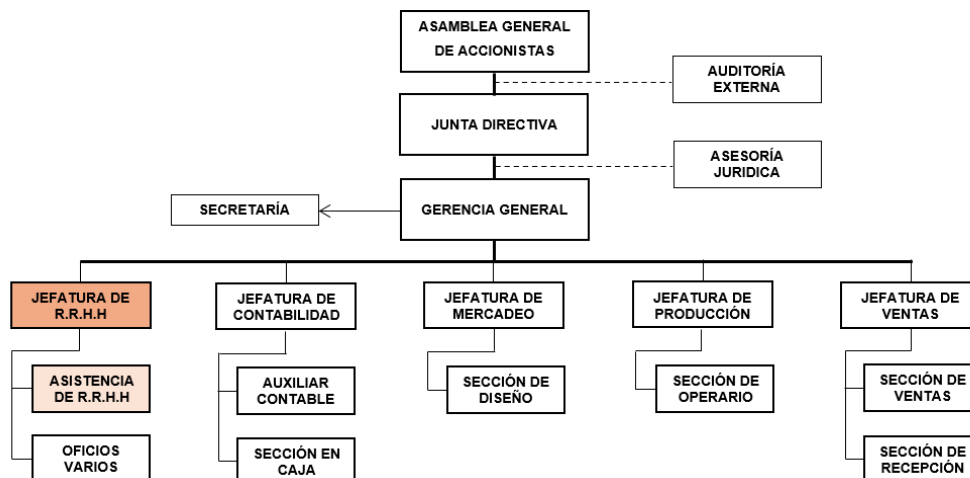 ASAMBLEA GENERAL
DE ACCIONISTAS
AUDITORÍA
EXTERNA
JUNTA DIRECTIVA
ASESORÍA
JURIDICA
SECRETARÍA
GERENCIA GENERAL
JEFATURA DE
R.R.H.H
JEFATURA DE
CONTABILIDAD
JEFATURA DE
MERCADEO
JEFATURA DE
PRODUCCIÓN
JEFATURA DE
VENTAS
ASISTENCIA
DE R.R.H.H
AUXILIAR
CONTABLE
SECCIÓN DE
DISEÑO
SECCIÓN DE
OPERARIO
SECCIÓN DE
VENTAS
OFICIOS
VARIOS
SECCIÓN EN
CAJA
SECCIÓN DE
RECEPCIÓN